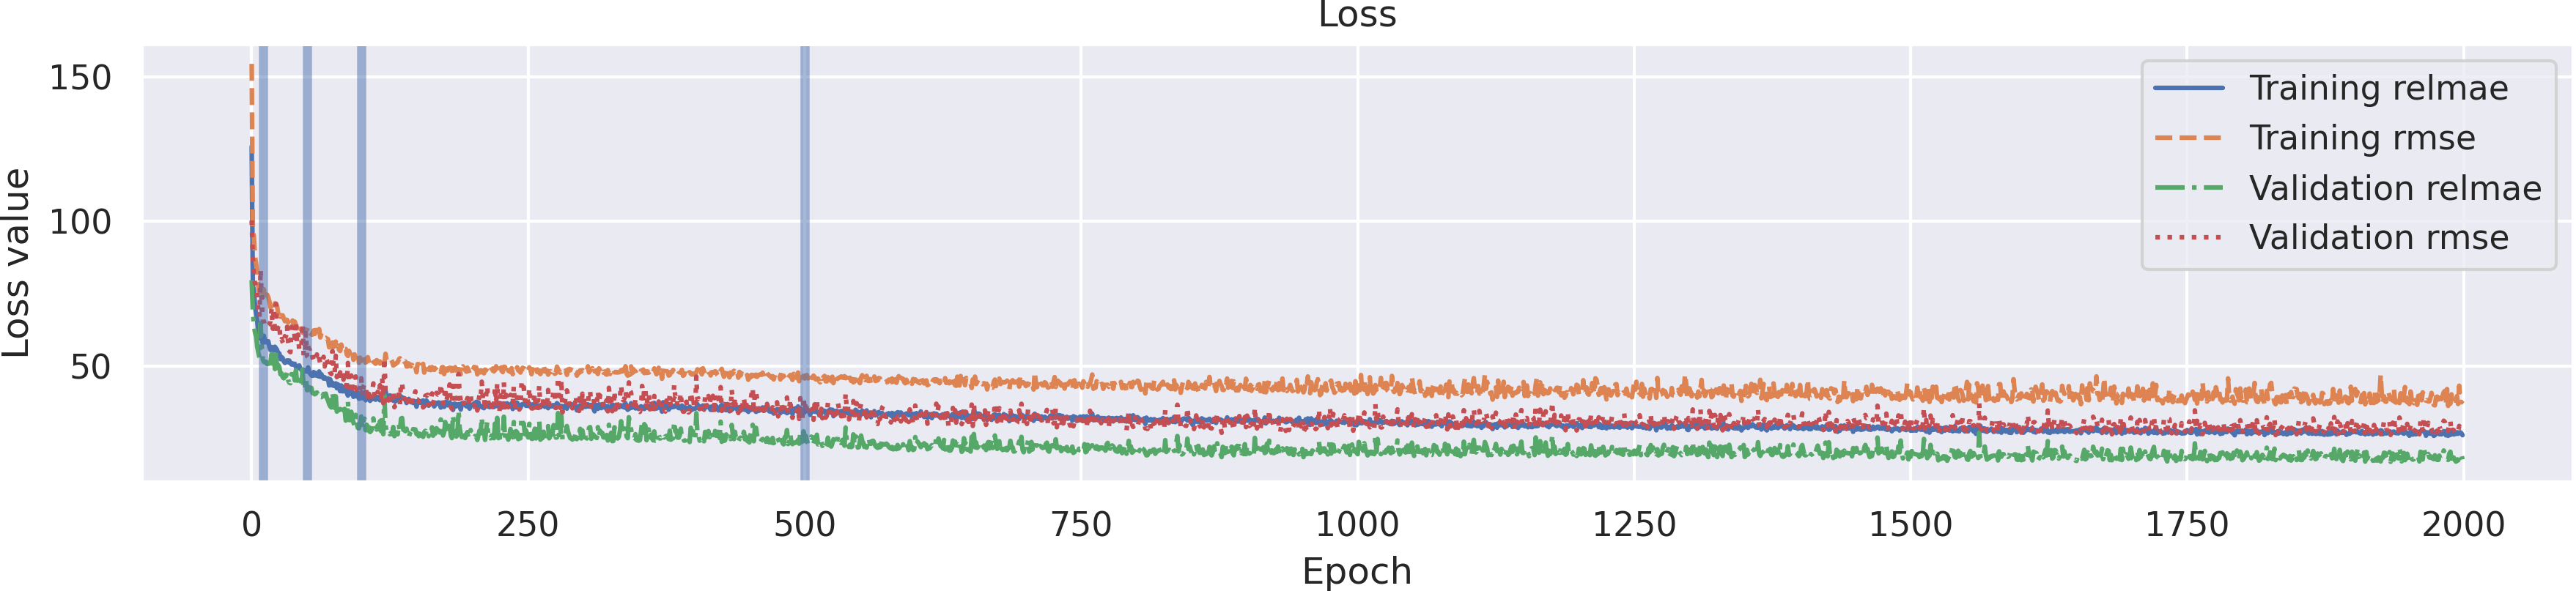 Loss
Loss value
150
100
50
0 250 500 750 1000 1250 1500 1750 2000
Epoch
Training relmae
Training rmse
Validation relmae
Validation rmse